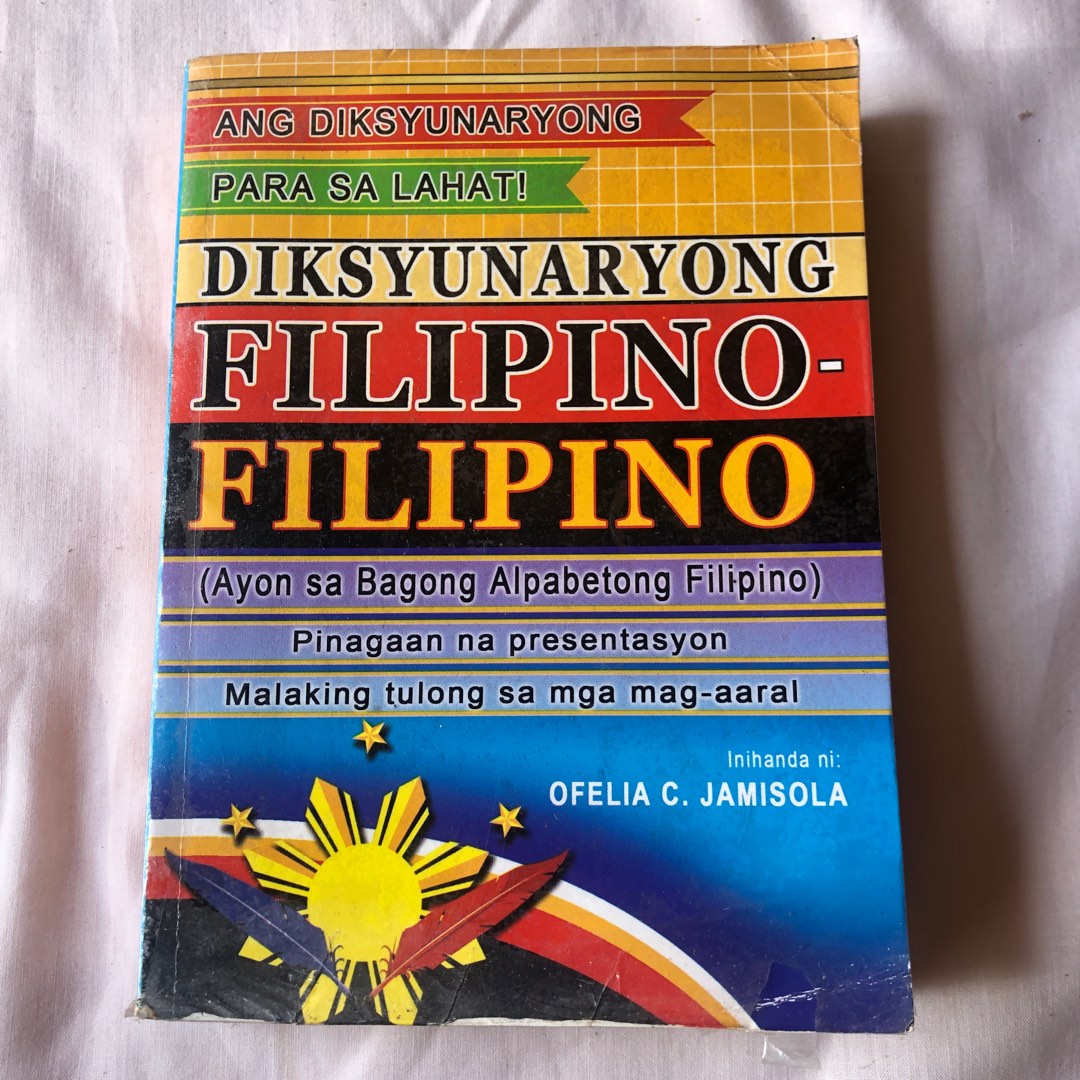 ANG DIKSYUNARYONG
PARA SA LAHAT!
DIKSYUNARYONG
FILIPINO-
FILIPINO
(Ayon sa Bagong Alpabetong Filipino)
Pinagaan na presentasyon
Malaking tulong sa mga mag-aaral
Inihanda ni:
OFELIA C. JAMISOLA